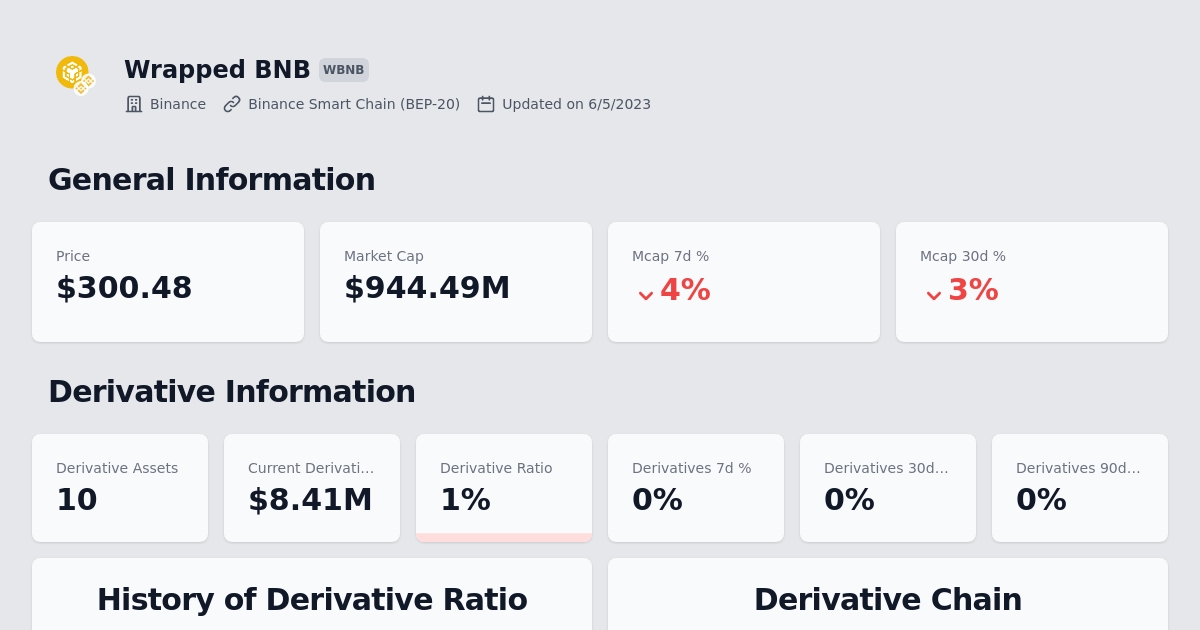 Wrapped BNB WBNB
Binance Binance Smart Chain (BEP-20) Updated on 6/5/2023
General Information
Price
$300.48
Market Cap
$944.49M
Mcap 7d %
4%
Mcap 30d %
3%
Derivative Information
Derivative Assets
10
Current Derivati...
$8.41M
Derivative Ratio
1%
Derivatives 7d %
0%
Derivatives 30d...
0%
Derivatives 90d...
0%
History of Derivative Ratio
Derivative Chain